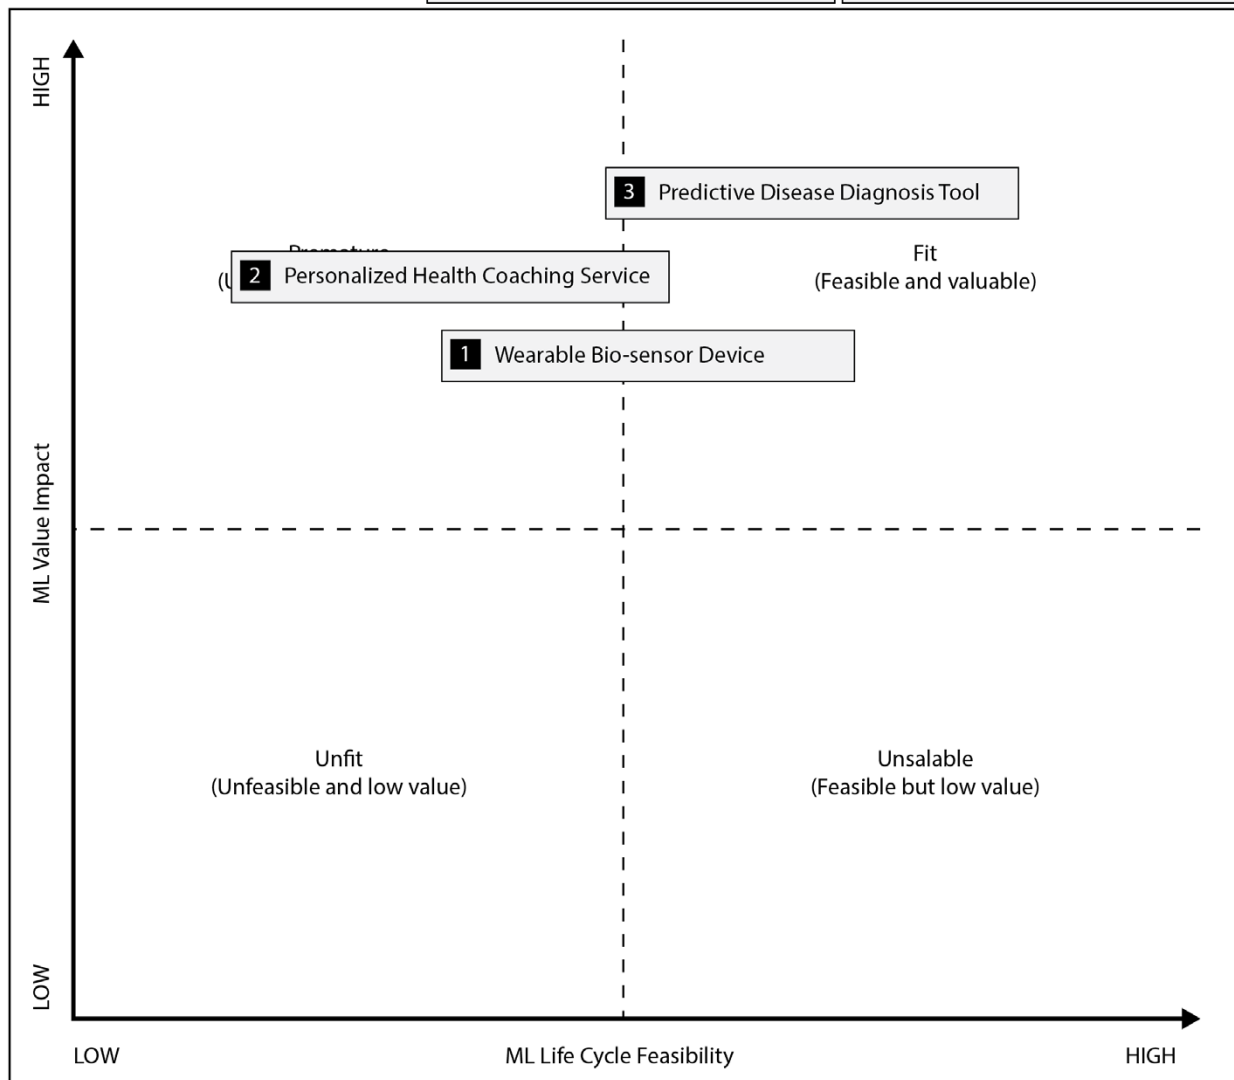 HIGH
3 Predictive Disease Diagnosis Tool
Fit
(Feasible and valuable)
2 Personalized Health Coaching Service
1 Wearable Bio-sensor Device
ML Value Impact
Unfit
(Unfeasible and low value)
Unsalable
(Feasible but low value)
LOW
LOW
ML Life Cycle Feasibility
HIGH